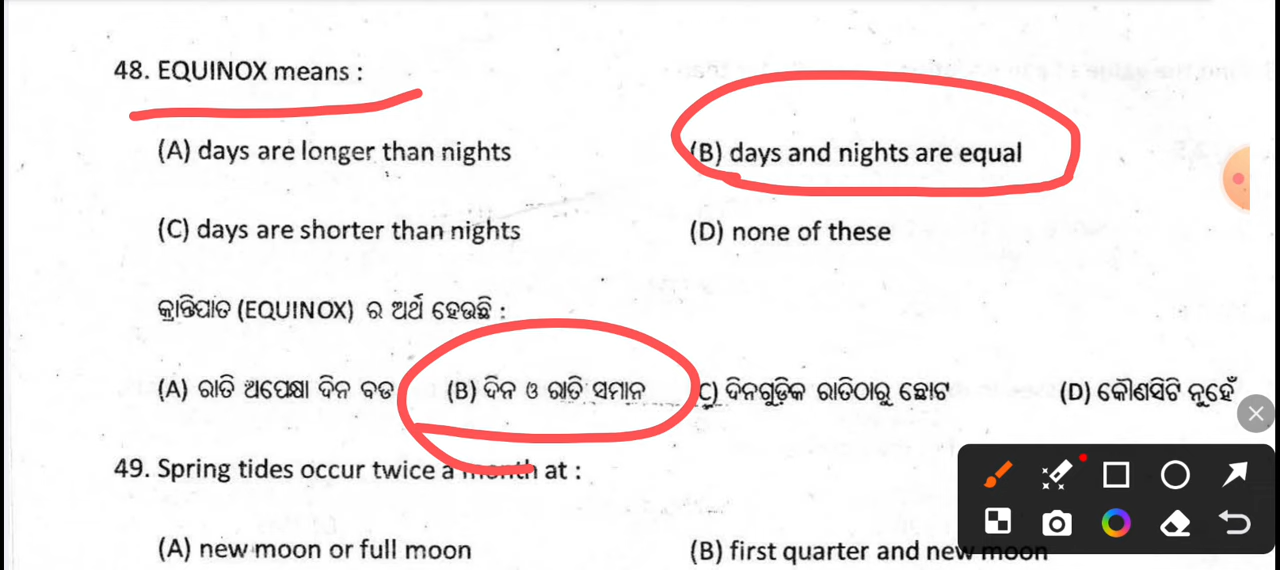 48. EQUINOX means :
(A) days are longer than nights (B) days and nights are equal
(C) days are shorter than nights (D) none of these
କ୍ରାନ୍ତିପାତ (EQUINOX) ର ଅର୍ଥ ହେଉଛି :
(A) ରାତି ଅପେକ୍ଷା ଦିନ ବଡ (B) ଦିନ ଓ ରାତି ସମାନ C) ଦିନଗୁଡ଼ିକ ରାତିଠାରୁ ଛୋଟ (D) କୌଣସିଟି ନୁହେଁ
49. Spring tides occur twice a month at :
(A) new moon or full moon (B) first quarter and new moon